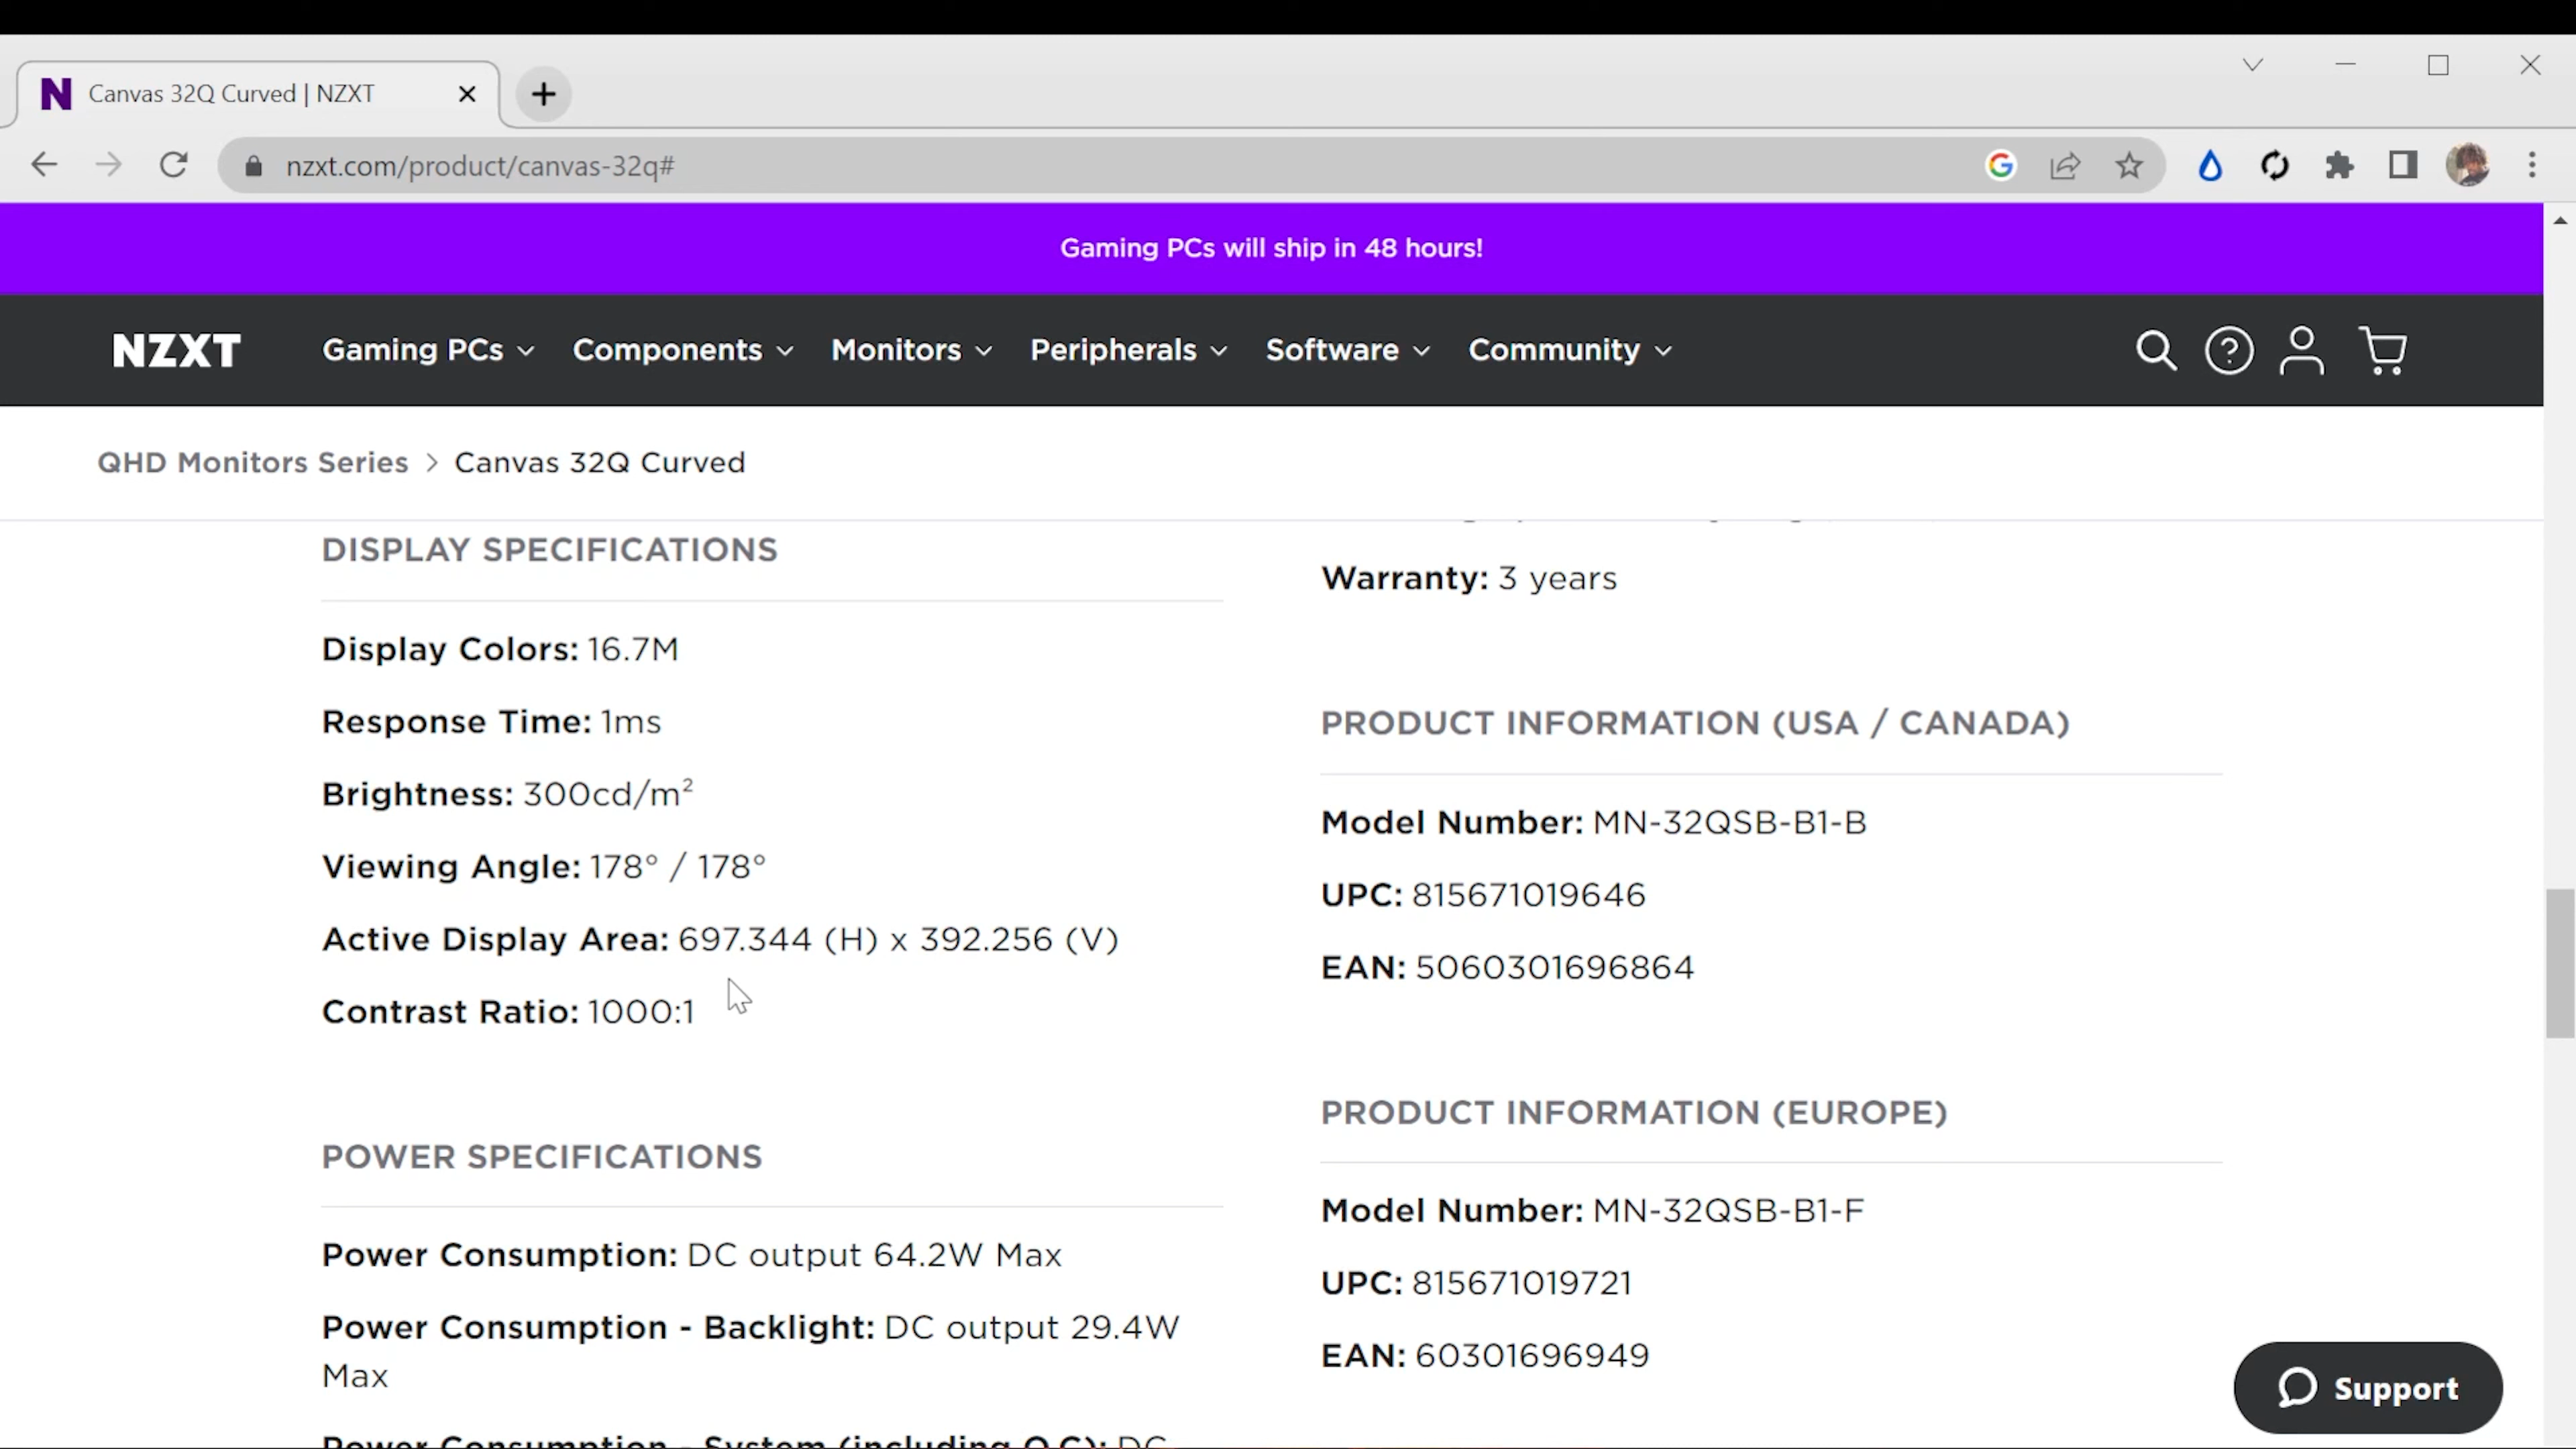 N Canvas 32Q Curved | NZXT
nzxt.com/product/canvas-32q#
Gaming PCs will ship in 48 hours!
NZXT Gaming PCs Components Monitors Peripherals Software Community
QHD Monitors Series > Canvas 32Q Curved
DISPLAY SPECIFICATIONS
Display Colors: 16.7M
Response Time: 1ms
Brightness: 300cd/m²
Viewing Angle: 178° / 178°
Active Display Area: 697.344 (H) x 392.256 (V)
Contrast Ratio: 1000:1
POWER SPECIFICATIONS
Power Consumption: DC output 64.2W Max
Power Consumption - Backlight: DC output 29.4W
Max
Power Consumption - System (including O.C): DC
Warranty: 3 years
PRODUCT INFORMATION (USA / CANADA)
Model Number: MN-32QSB-B1-B
UPC: 815671019646
EAN: 5060301696864
PRODUCT INFORMATION (EUROPE)
Model Number: MN-32QSB-B1-F
UPC: 815671019721
EAN: 60301696949
Support